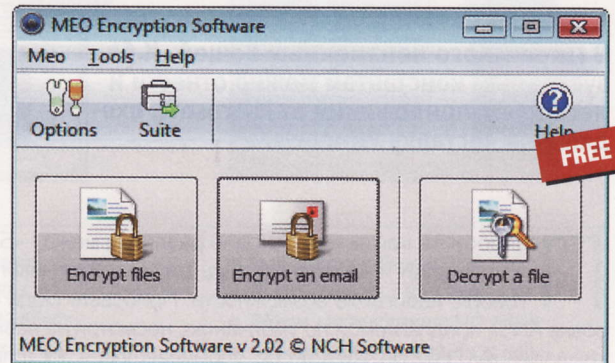 MEO Encryption Software
Meo Tools Help
Options Suite Help
FREE
Encrypt files Encrypt an email Decrypt a file
MEO Encryption Software v 2.02 © NCH Software